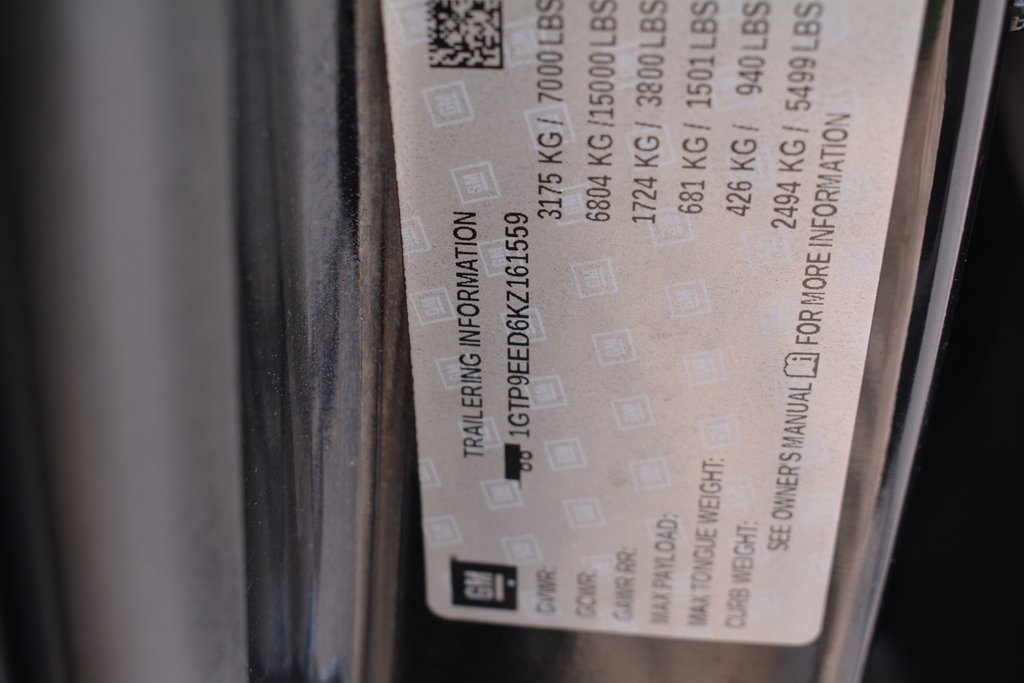 GM
TRAILERING INFORMATION
1GTP9EED6KZ161559
GVWR: 3175 KG / 7000 LBS
GCWR: 6804 KG / 15000 LBS
GAWR RR: 1724 KG / 3800 LBS
MAX PAYLOAD: 681 KG / 1501 LBS
MAX TONGUE WEIGHT: 426 KG / 940 LBS
CURB WEIGHT: 2494 KG / 5499 LBS
SEE OWNER'S MANUAL i FOR MORE INFORMATION